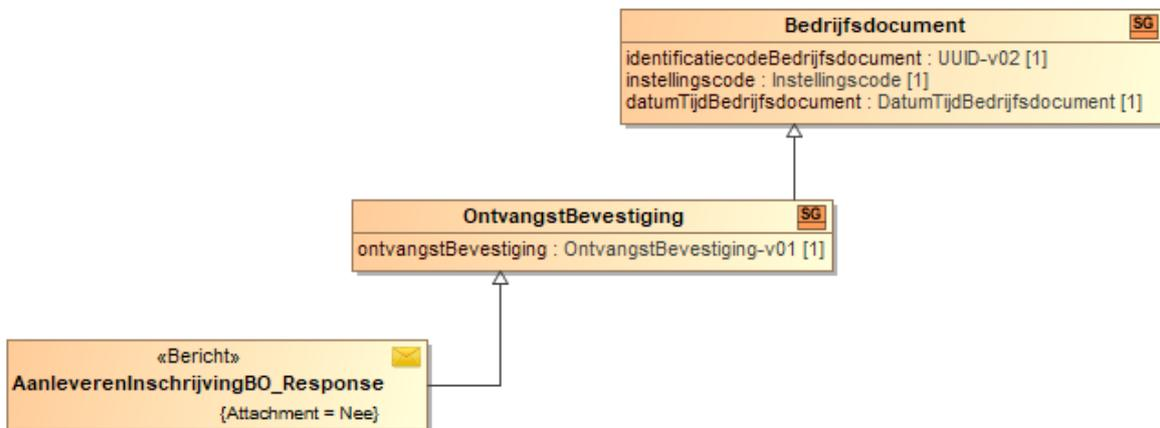 Bedrijfsdocument
SG
identificatiecodeBedrijfsdocument : UUID-v02 [1]
instellingscode : Instellingscode [1]
datumTijdBedrijfsdocument : DatumTijdBedrijfsdocument [1]
OntvangstBevestiging
SG
ontvangstBevestiging : OntvangstBevestiging-v01 [1]
«Bericht»
AanleverenInschrijvingBO_Response
{Attachment = Nee}